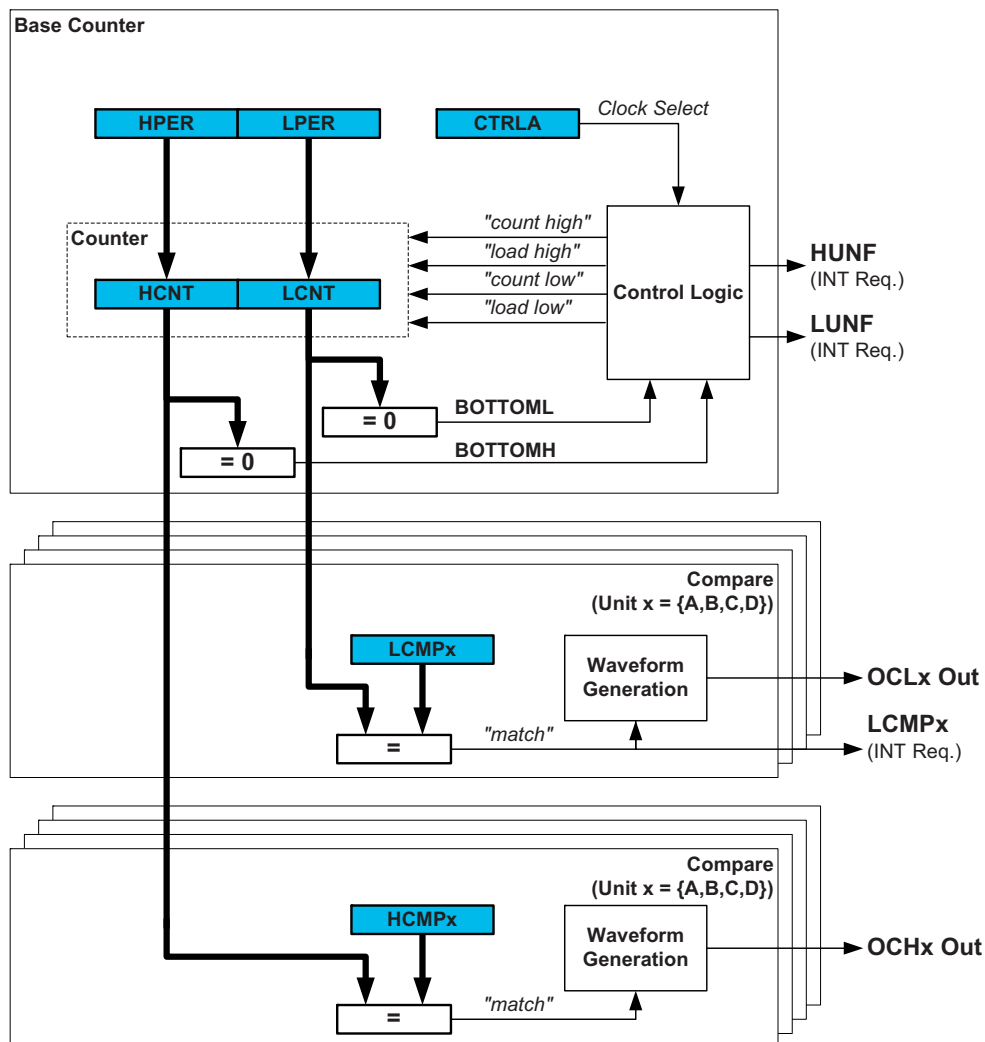 Base Counter
HPER LPER CTRLA Clock Select
"count high"
Counter
"load high"
HUNF
(INT Req.)
HCNT LCNT "count low" Control Logic
"load low"
LUNF
(INT Req.)
= 0 BOTTOML
= 0 BOTTOMH
Compare
(Unit x = {A,B,C,D})
LCMPx
Waveform
Generation
OCLx Out
= "match"
LCMPx
(INT Req.)
Compare
(Unit x = {A,B,C,D})
HCMPx
Waveform
Generation
OCHx Out
= "match"